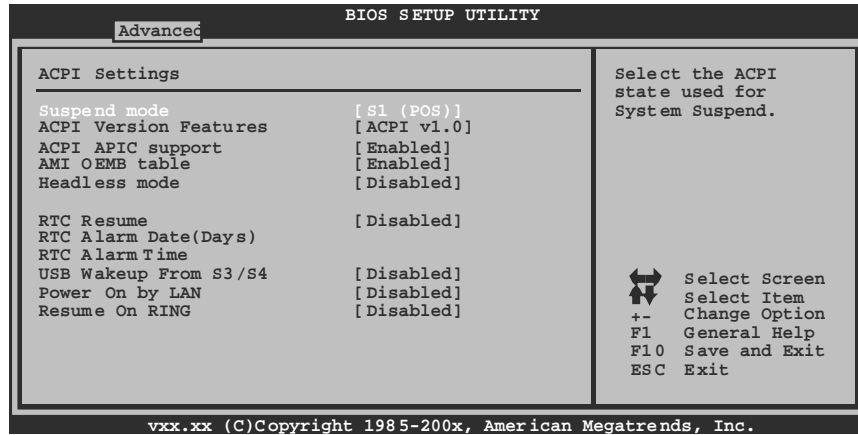 BIOS SETUP UTILITY
Advanced
ACPI Settings
Suspend mode [S1 (POS)]
ACPI Version Features [ACPI v1.0]
ACPI APIC support [Enabled]
AMI OEMB table [Enabled]
Headless mode [Disabled]
RTC Resume [Disabled]
RTC Alarm Date(Days)
RTC Alarm Time
USB Wakeup From S3/S4 [Disabled]
Power On by LAN [Disabled]
Resume On RING [Disabled]
Select the ACPI
state used for
System Suspend.
Select Screen
Select Item
+- Change Option
F1 General Help
F10 Save and Exit
ESC Exit
vxx.xx (C)Copyright 1985-200x, American Megatrends, Inc.